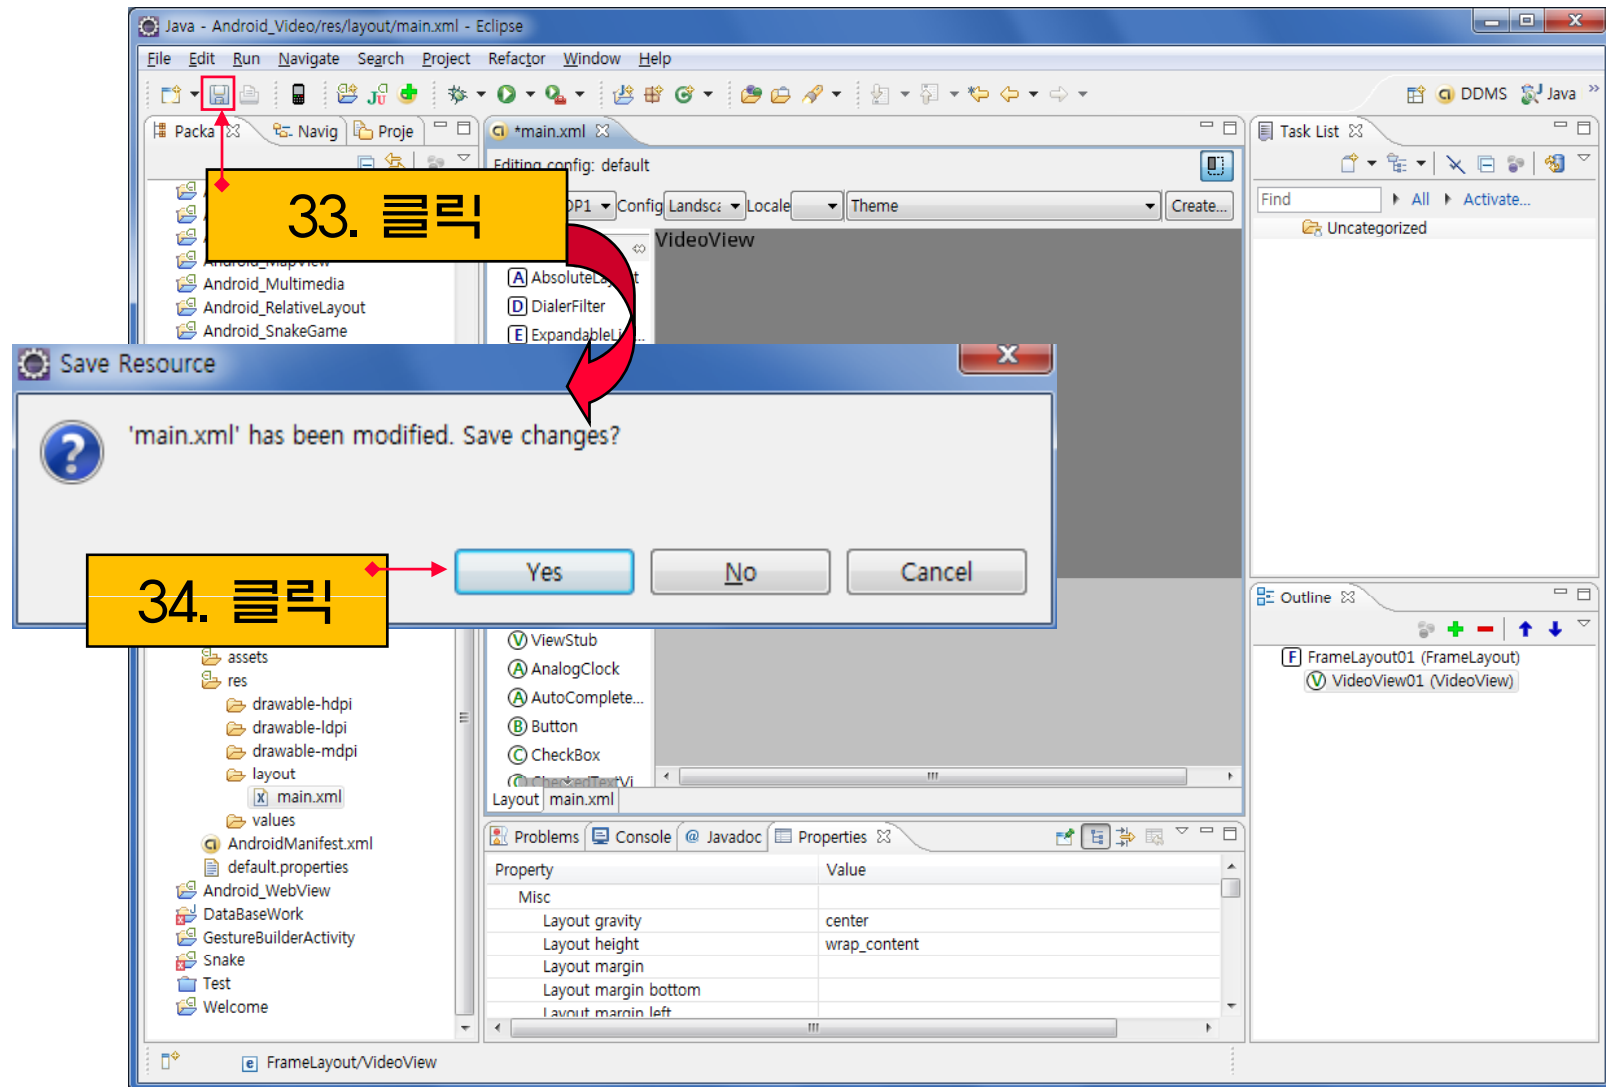 Java - Android_Video/res/layout/main.xml - Eclipse
File Edit Run Navigate Search Project Refactor Window Help
DDMS Java »
Packa Navig Proje
*main.xml
Task List
Editing config: default
Config Landsca Locale Theme Create...
Find All Activate...
Uncategorized
33. 클릭
VideoView
Android_MapView
Android_Multimedia
Android_RelativeLayout
Android_SnakeGame
DialerFilter
Save Resource
'main.xml' has been modified. Save changes?
Yes No Cancel
34. 클릭
assets
res
drawable-hdpi
drawable-ldpi
drawable-mdpi
layout
main.xml
values
AndroidManifest.xml
default.properties
Android_WebView
DataBaseWork
GestureBuilderActivity
Snake
Test
Welcome
ViewStub
AnalogClock
AutoComplete...
Button
CheckBox
CheckedTextVi
Layout main.xml
Outline
FrameLayout01 (FrameLayout)
VideoView01 (VideoView)
Problems Console Javadoc Properties
Property Value
Misc
Layout gravity center
Layout height wrap_content
Layout margin
Layout margin bottom
Layout margin left
FrameLayout/VideoView